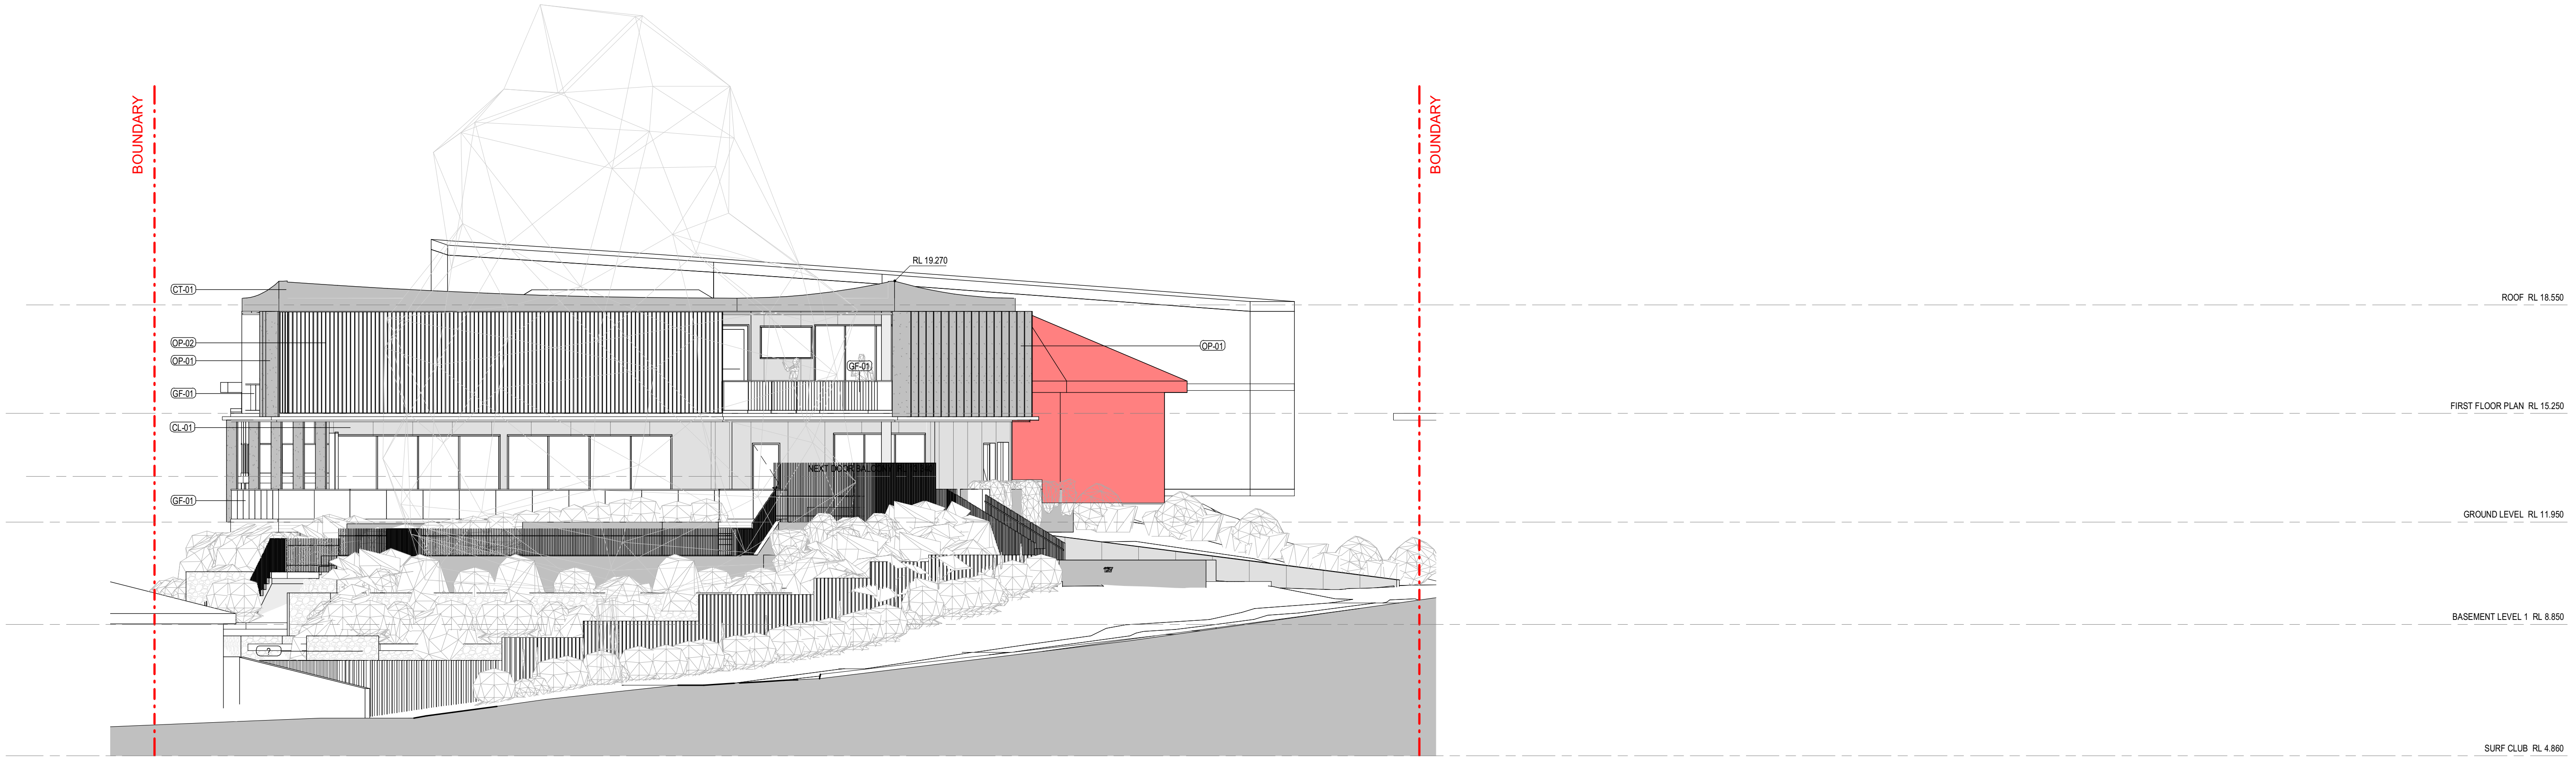 BOUNDARY
BOUNDARY
RL 19.270
CT-01
ROOF RL 18.550
OP-02
OP-01
OP-01
GF-01
GF-01
FIRST FLOOR PLAN RL 15.250
CL-01
NEXT DOOR BALCONY
GF-01
GROUND LEVEL RL 11.950
BASEMENT LEVEL 1 RL 8.850
?
SURF CLUB RL 4.860